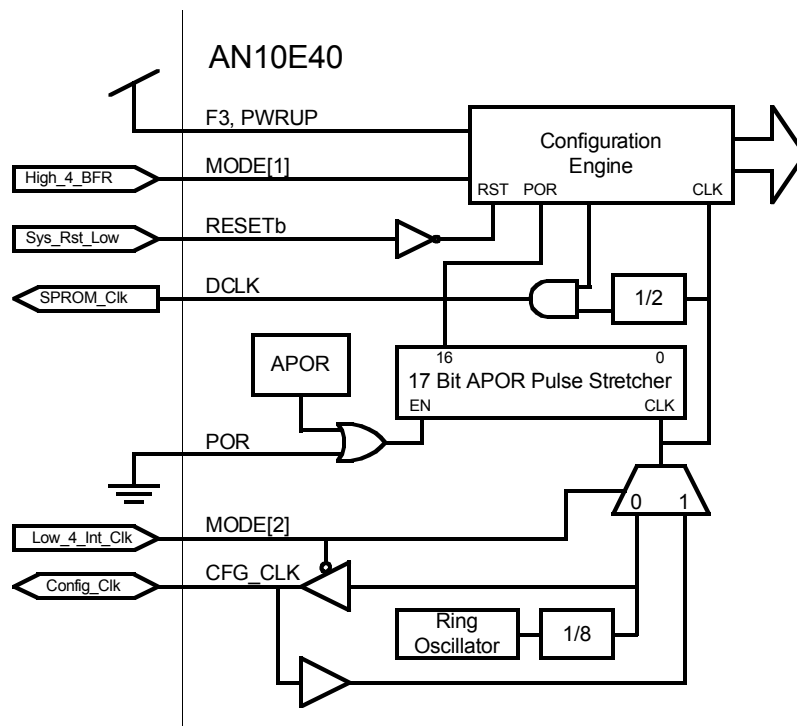 AN10E40
F3, PWRUP
Configuration
Engine
High_4_BFR
MODE[1]
RST
POR
CLK
Sys_Rst_Low
RESETb
SPROM_Clk
DCLK
1/2
APOR
16
0
17 Bit APOR Pulse Stretcher
EN
CLK
POR
0
1
Low_4_Int_Clk
MODE[2]
Config_Clk
CFG_CLK
Ring
Oscillator
1/8